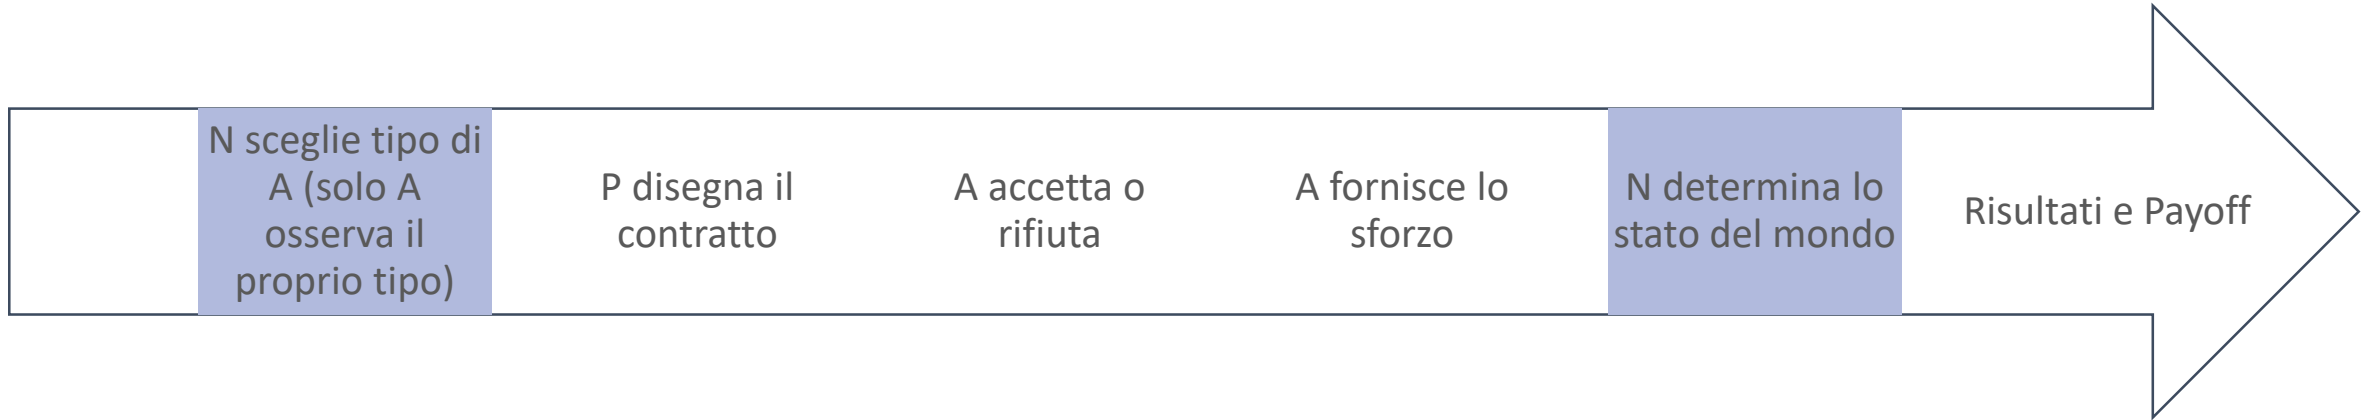 N sceglie tipo di
A (solo A
osserva il
proprio tipo)
P disegna il
contratto
A accetta o
rifiuta
A fornisce lo
sforzo
N determina lo
stato del mondo
Risultati e Payoff